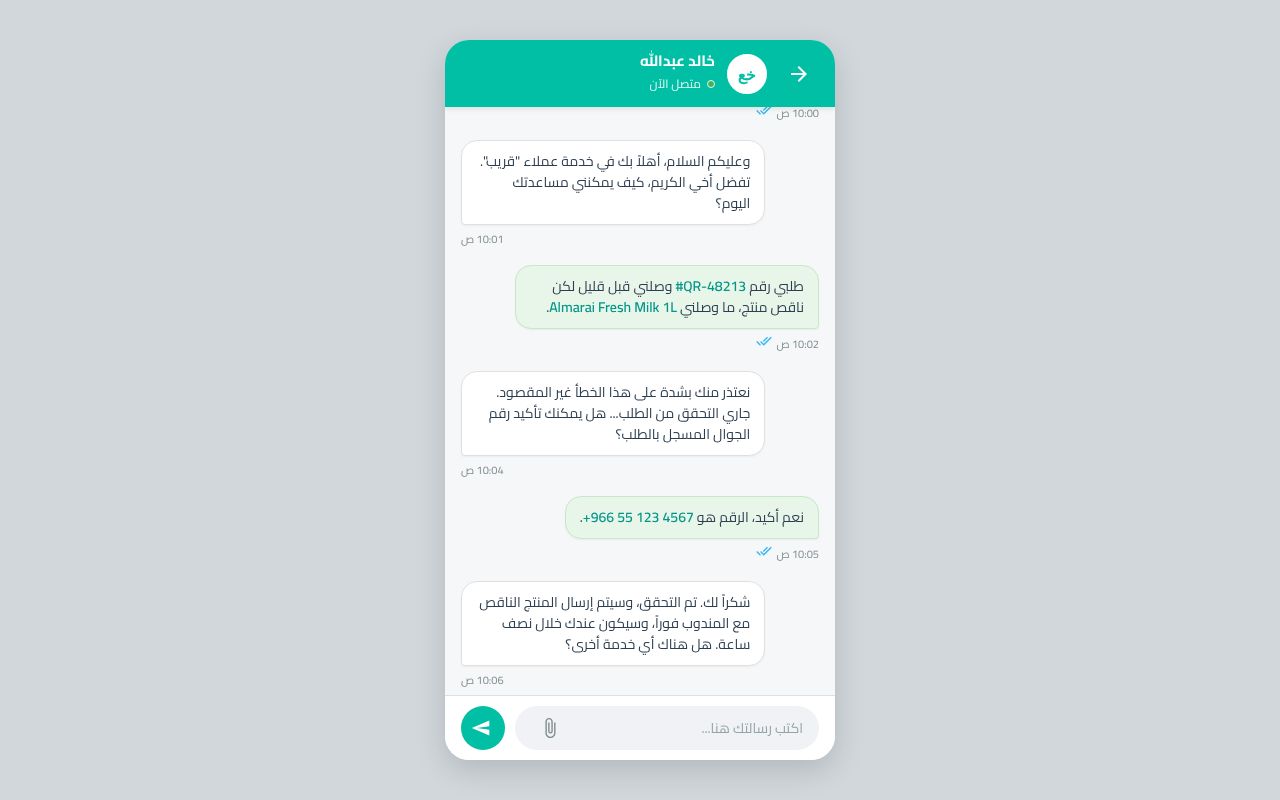 خالد عبدالله
متصل الآن
خع
10:00 ص
وعليكم السلام، أهلاً بك في خدمة عملاء "قريب".
تفضل أخي الكريم، كيف يمكنني مساعدتك
اليوم؟
10:01 ص
طلبي رقم #QR-48213 وصلني قبل قليل لكن
ناقص منتج، ما وصلني Almarai Fresh Milk 1L.
10:02 ص
نعتذر منك بشدة على هذا الخطأ غير المقصود.
جاري التحقق من الطلب... هل يمكنك تأكيد رقم
الجوال المسجل بالطلب؟
10:04 ص
نعم أكيد، الرقم هو +966 55 123 4567.
10:05 ص
شكراً لك. تم التحقق، وسيتم إرسال المنتج الناقص
مع المندوب فوراً، وسيكون عندك خلال نصف
ساعة. هل هناك أي خدمة أخرى؟
10:06 ص
اكتب رسالتك هنا...